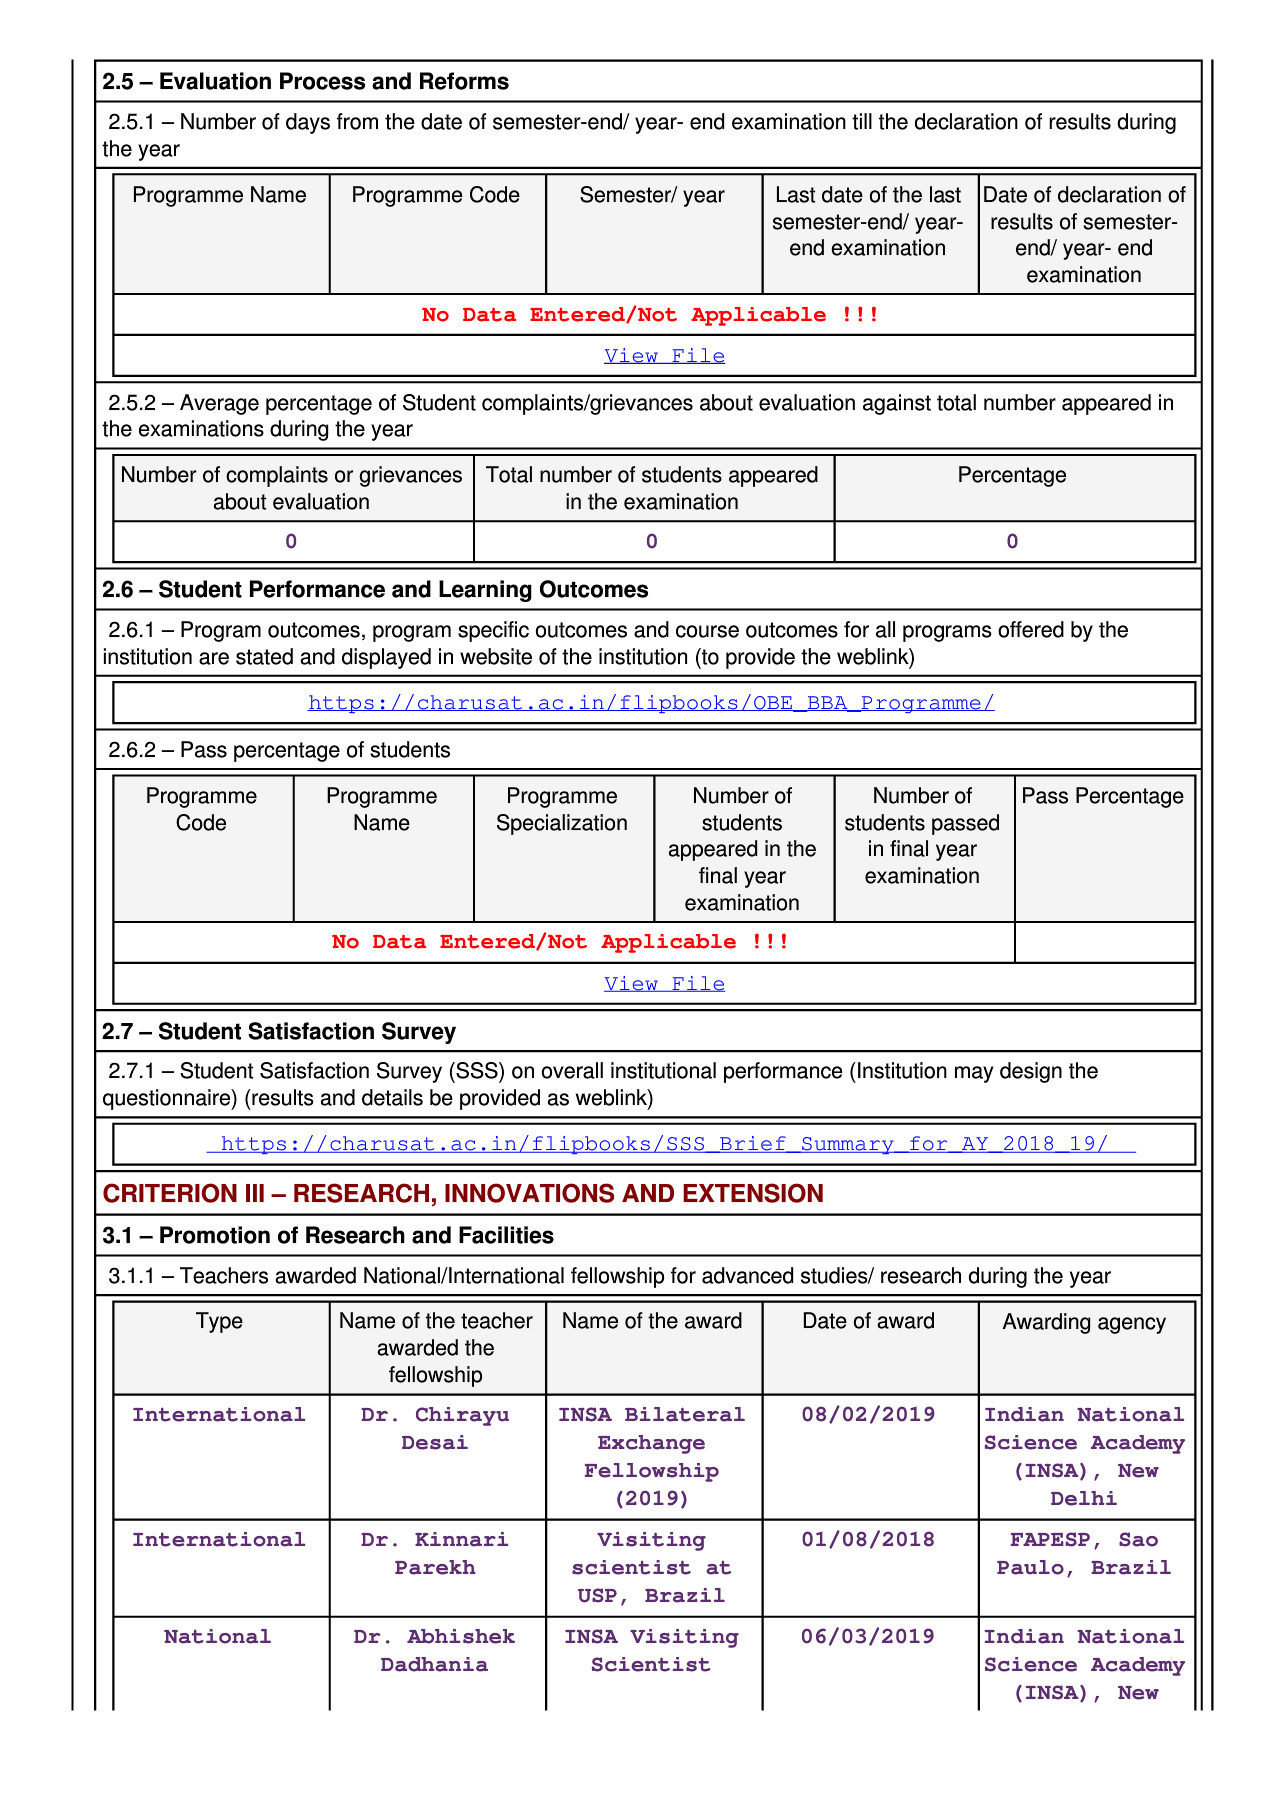 2.5 – Evaluation Process and Reforms
2.5.1 – Number of days from the date of semester-end/ year- end examination till the declaration of results during
the year
Programme Name
Programme Code
Semester/ year
Last date of the last
semester-end/ year-
end examination
Date of declaration of
results of semester-
end/ year- end
examination
No Data Entered/Not Applicable !!!
View File
2.5.2 – Average percentage of Student complaints/grievances about evaluation against total number appeared in
the examinations during the year
Number of complaints or grievances
about evaluation
Total number of students appeared
in the examination
Percentage
0
0
0
2.6 – Student Performance and Learning Outcomes
2.6.1 – Program outcomes, program specific outcomes and course outcomes for all programs offered by the
institution are stated and displayed in website of the institution (to provide the weblink)
https://charusat.ac.in/flipbooks/OBE_BBA_Programme/
2.6.2 – Pass percentage of students
Programme
Code
Programme
Name
Programme
Specialization
Number of
students
appeared in the
final year
examination
Number of
students passed
in final year
examination
Pass Percentage
No Data Entered/Not Applicable !!!
View File
2.7 – Student Satisfaction Survey
2.7.1 – Student Satisfaction Survey (SSS) on overall institutional performance (Institution may design the
questionnaire) (results and details be provided as weblink)
https://charusat.ac.in/flipbooks/SSS_Brief_Summary_for_AY_2018_19/
CRITERION III – RESEARCH, INNOVATIONS AND EXTENSION
3.1 – Promotion of Research and Facilities
3.1.1 – Teachers awarded National/International fellowship for advanced studies/ research during the year
Type
Name of the teacher
awarded the
fellowship
Name of the award
Date of award
Awarding agency
International
Dr. Chirayu
Desai
INSA Bilateral
Exchange
Fellowship
(2019)
08/02/2019
Indian National
Science Academy
(INSA), New
Delhi
International
Dr. Kinnari
Parekh
Visiting
scientist at
USP, Brazil
01/08/2018
FAPESP, Sao
Paulo, Brazil
National
Dr. Abhishek
Dadhania
INSA Visiting
Scientist
06/03/2019
Indian National
Science Academy
(INSA), New